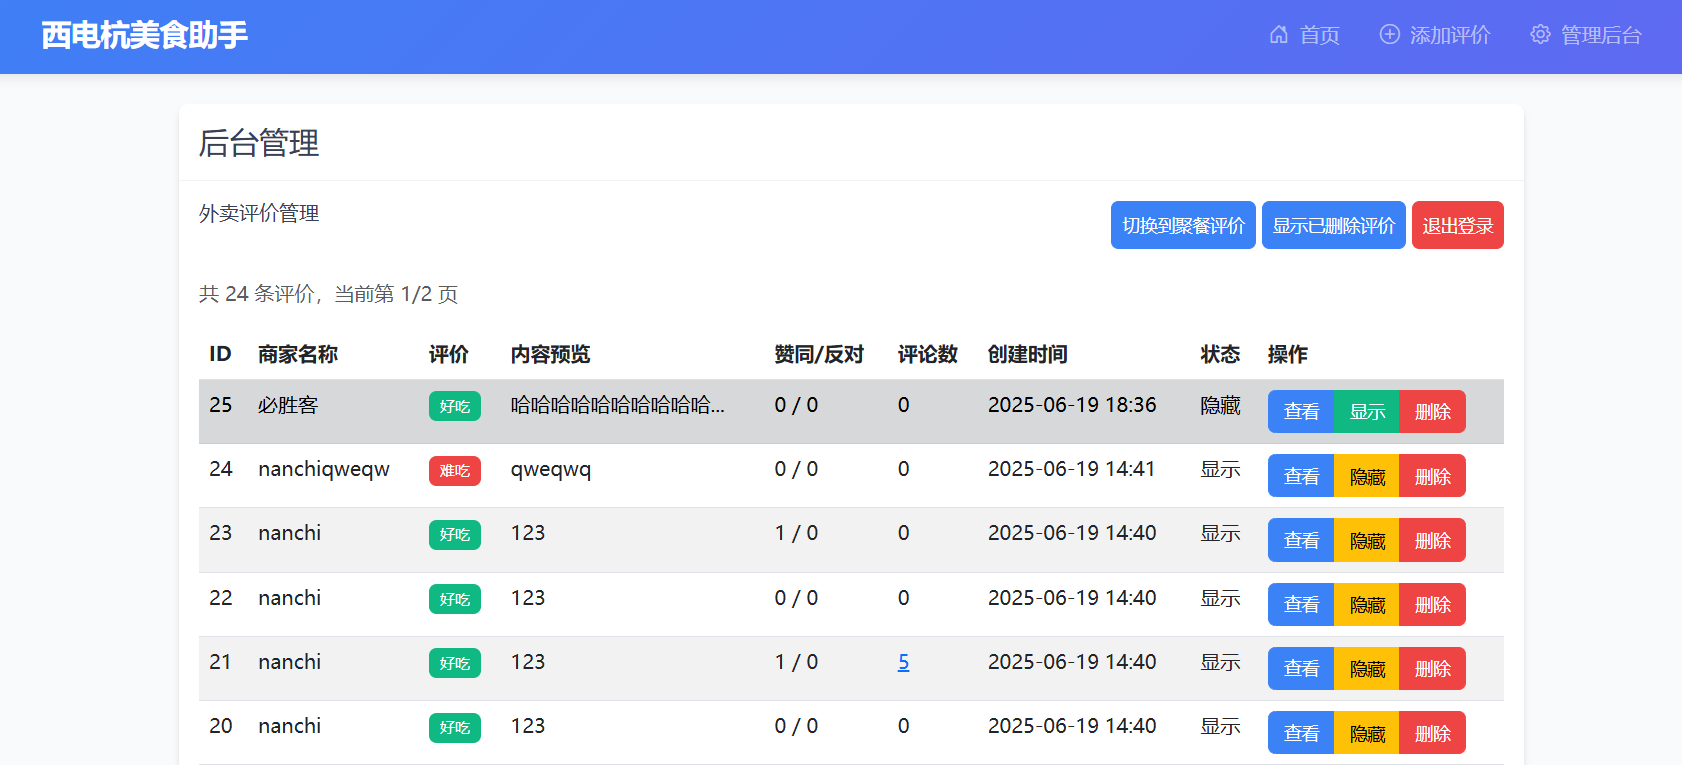 西电杭美食助手 首页 添加评价 管理后台
后台管理
外卖评价管理 切换到聚餐评价 显示已删除评价 退出登录
共 24 条评价，当前第 1/2 页
ID 商家名称 评价 内容预览 赞同/反对 评论数 创建时间 状态 操作
25 必胜客 好吃 哈哈哈哈哈哈哈哈哈哈... 0 / 0 0 2025-06-19 18:36 隐藏 查看 显示 删除
24 nanchiqweqw 难吃 qweqwq 0 / 0 0 2025-06-19 14:41 显示 查看 隐藏 删除
23 nanchi 好吃 123 1 / 0 0 2025-06-19 14:40 显示 查看 隐藏 删除
22 nanchi 好吃 123 0 / 0 0 2025-06-19 14:40 显示 查看 隐藏 删除
21 nanchi 好吃 123 1 / 0 5 2025-06-19 14:40 显示 查看 隐藏 删除
20 nanchi 好吃 123 0 / 0 0 2025-06-19 14:40 显示 查看 隐藏 删除